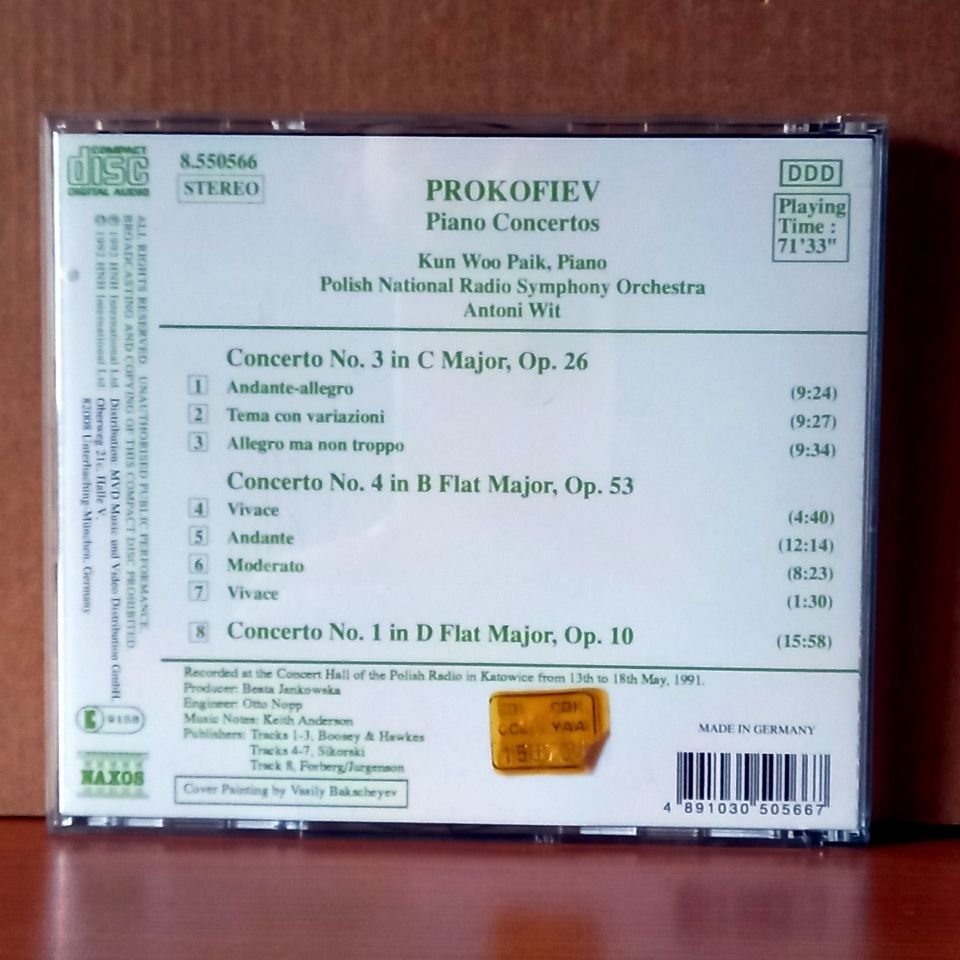 COMPACT
disc
DIGITAL AUDIO
8.550566
STEREO
PROKOFIEV
Piano Concertos
Kun Woo Paik, Piano
Polish National Radio Symphony Orchestra
Antoni Wit
DDD
Playing
Time :
71'33"
Concerto No. 3 in C Major, Op. 26
1 Andante-allegro (9:24)
2 Tema con variazioni (9:27)
3 Allegro ma non troppo (9:34)
Concerto No. 4 in B Flat Major, Op. 53
4 Vivace (4:40)
5 Andante (12:14)
6 Moderato (8:23)
7 Vivace (1:30)
8 Concerto No. 1 in D Flat Major, Op. 10 (15:58)
Recorded at the Concert Hall of the Polish Radio in Katowice from 13th to 18th May, 1991.
Producer: Beata Jankowska
Engineer: Otto Nopp
Music Notes: Keith Anderson
Publishers: Tracks 1-3, Boosey & Hawkes
Tracks 4-7, Sikorski
Track 8, Forberg/Jurgenson
Cover Painting by Vasily Bakscheyev
MADE IN GERMANY
4 891030 505667
ALL RIGHTS RESERVED. UNAUTHORISED PUBLIC PERFORMANCE,
BROADCASTING AND COPYING OF THIS COMPACT DISC PROHIBITED
℗ 1992 HNH International Ltd. Distribution: MVD Music und Video Distribution GmbH,
© 1992 HNH International Ltd. Oberweg 21c, Halle V,
82008 Unterhaching-München, Germany
9158
NAXOS
YAA